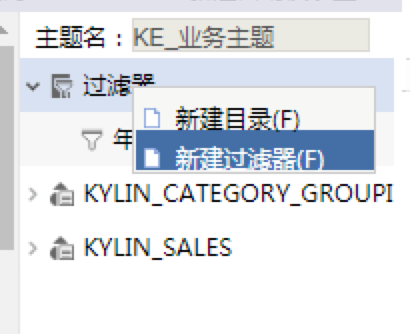 主题名：KE_业务主题
过滤器
新建目录(F)
年
新建过滤器(F)
KYLIN_CATEGORY_GROUPI
KYLIN_SALES